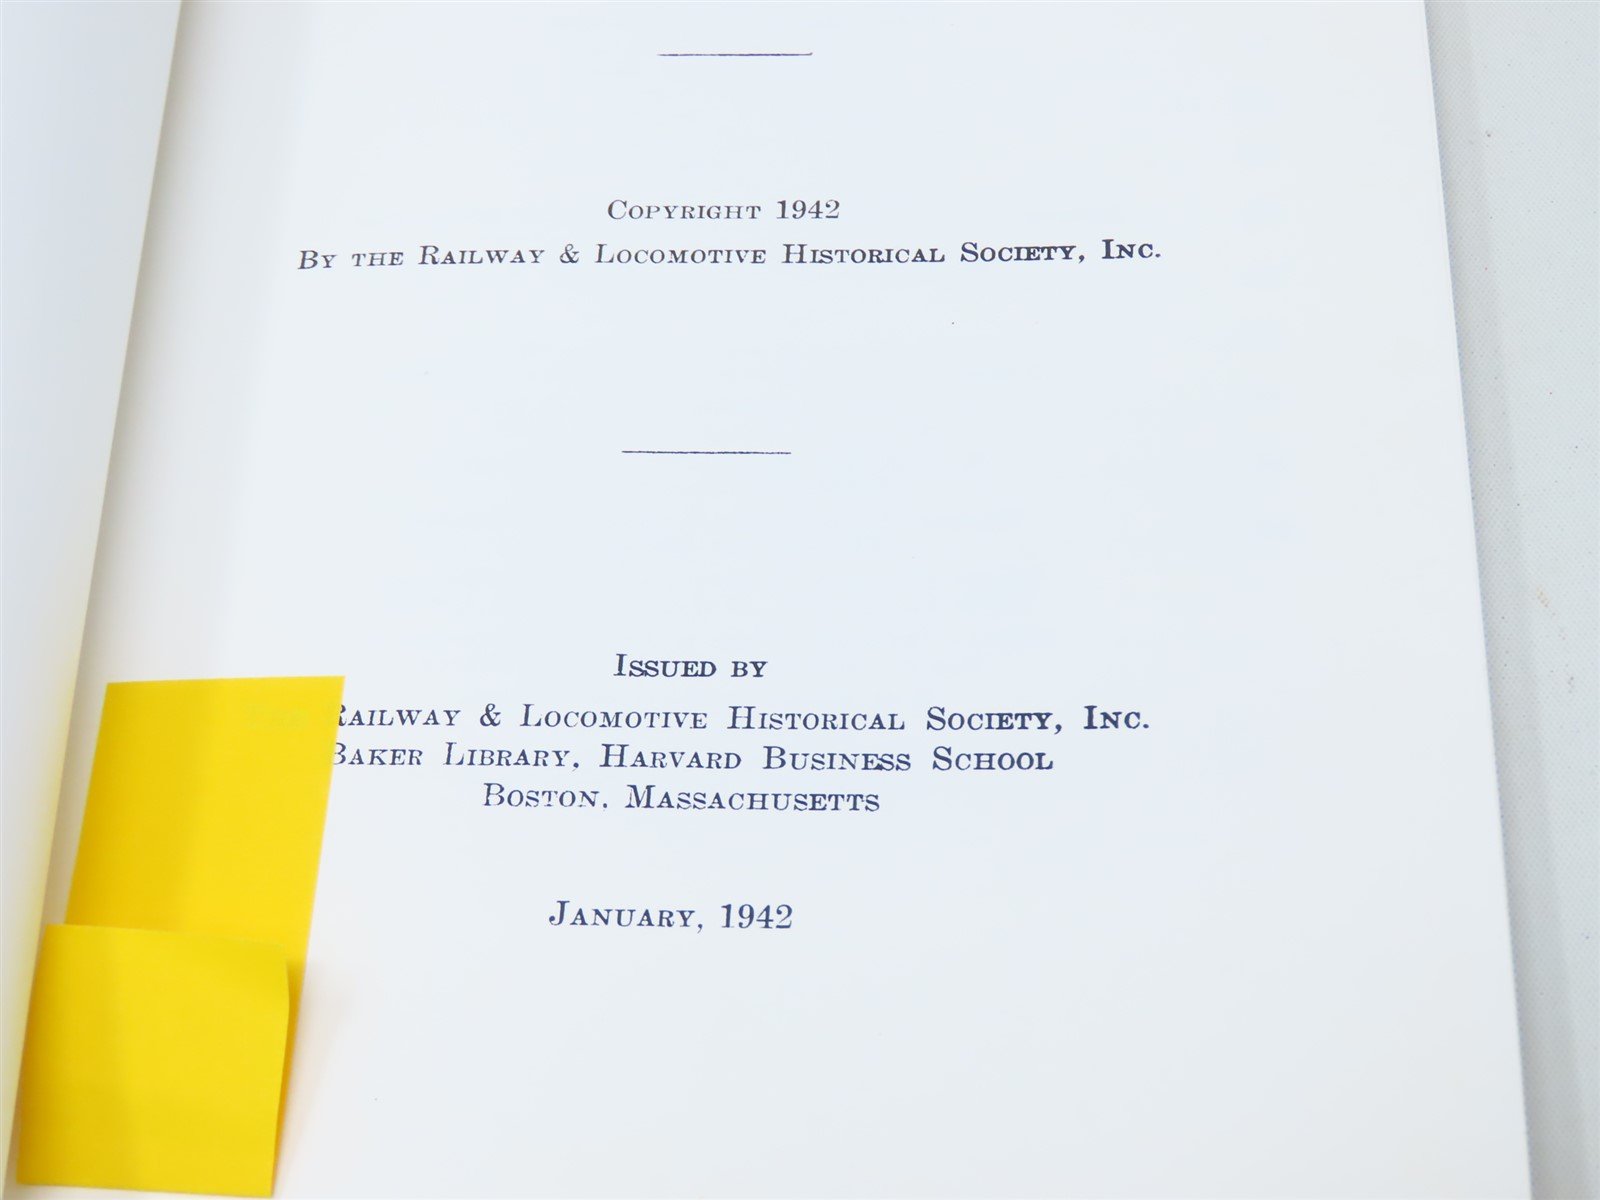 Copyright 1942
By the Railway & Locomotive Historical Society, Inc.
Issued by
Railway & Locomotive Historical Society, Inc.
Baker Library, Harvard Business School
Boston, Massachusetts
January, 1942